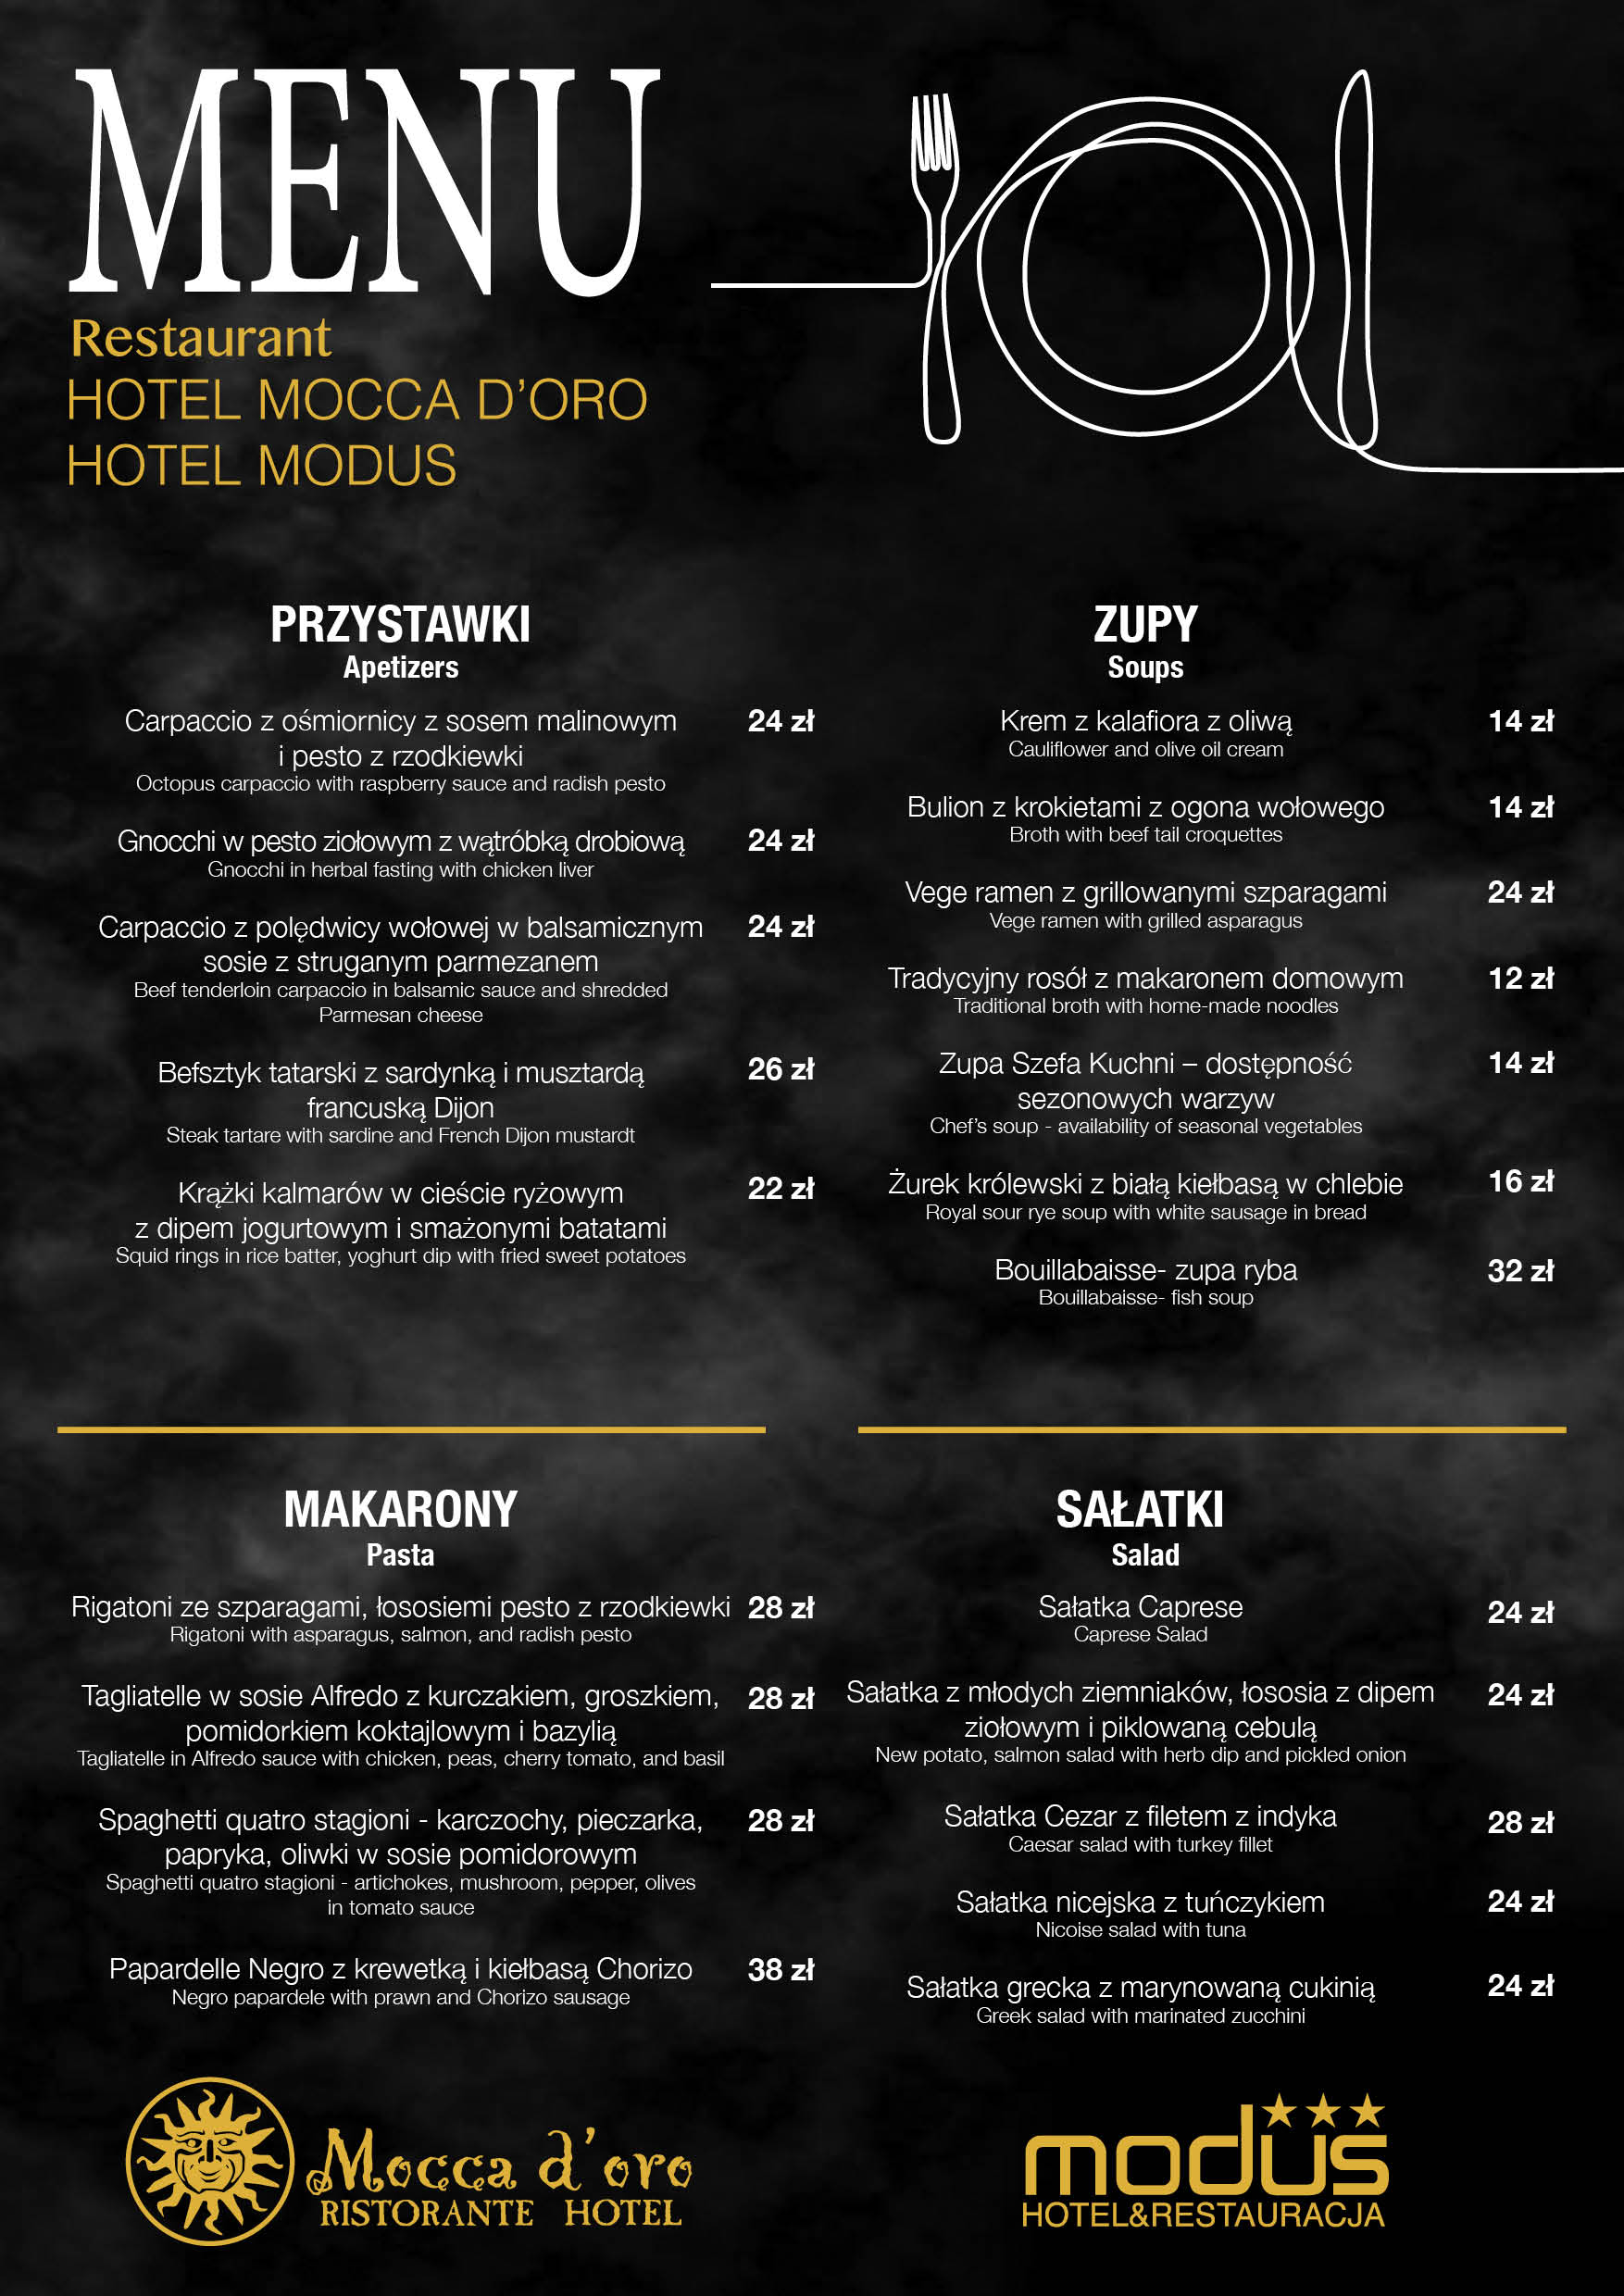 MENU
Restaurant
HOTEL MOCCA D'ORO
HOTEL MODUS
PRZYSTAWKI
Apetizers
Carpaccio z ośmiornicy z sosem malinowym 24 zł
i pesto z rzodkiewki
Octopus carpaccio with raspberry sauce and radish pesto
Gnocchi w pesto ziołowym z wątróbką drobiową 24 zł
Gnocchi in herbal fasting with chicken liver
Carpaccio z polędwicy wołowej w balsamicznym 24 zł
sosie z struganym parmezanem
Beef tenderloin carpaccio in balsamic sauce and shredded
Parmesan cheese
Befsztyk tatarski z sardynką i musztardą 26 zł
francuską Dijon
Steak tartare with sardine and French Dijon mustardt
Krążki kalmarów w cieście ryżowym 22 zł
z dipem jogurtowym i smażonymi batatami
Squid rings in rice batter, yoghurt dip with fried sweet potatoes
ZUPY
Soups
Krem z kalafiora z oliwą 14 zł
Cauliflower and olive oil cream
Bulion z krokietami z ogona wołowego 14 zł
Broth with beef tail croquettes
Vege ramen z grillowanymi szparagami 24 zł
Vege ramen with grilled asparagus
Tradycyjny rosół z makaronem domowym 12 zł
Traditional broth with home-made noodles
Zupa Szefa Kuchni – dostępność 14 zł
sezonowych warzyw
Chef's soup - availability of seasonal vegetables
Żurek królewski z białą kiełbasą w chlebie 16 zł
Royal sour rye soup with white sausage in bread
Bouillabaisse- zupa ryba 32 zł
Bouillabaisse- fish soup
MAKARONY
Pasta
Rigatoni ze szparagami, łososiemi pesto z rzodkiewki 28 zł
Rigatoni with asparagus, salmon, and radish pesto
Tagliatelle w sosie Alfredo z kurczakiem, groszkiem, 28 zł
pomidorkiem koktajlowym i bazylią
Tagliatelle in Alfredo sauce with chicken, peas, cherry tomato, and basil
Spaghetti quatro stagioni - karczochy, pieczarka, 28 zł
papryka, oliwki w sosie pomidorowym
Spaghetti quatro stagioni - artichokes, mushroom, pepper, olives
in tomato sauce
Papardelle Negro z krewetką i kiełbasą Chorizo 38 zł
Negro papardele with prawn and Chorizo sausage
SAŁATKI
Salad
Sałatka Caprese 24 zł
Caprese Salad
Sałatka z młodych ziemniaków, łososia z dipem 24 zł
ziołowym i piklowaną cebulą
New potato, salmon salad with herb dip and pickled onion
Sałatka Cezar z filetem z indyka 28 zł
Caesar salad with turkey fillet
Sałatka nicejska z tuńczykiem 24 zł
Nicoise salad with tuna
Sałatka grecka z marynowaną cukinią 24 zł
Greek salad with marinated zucchini
Mocca d'oro
RISTORANTE HOTEL
modus
HOTEL&RESTAURACJA